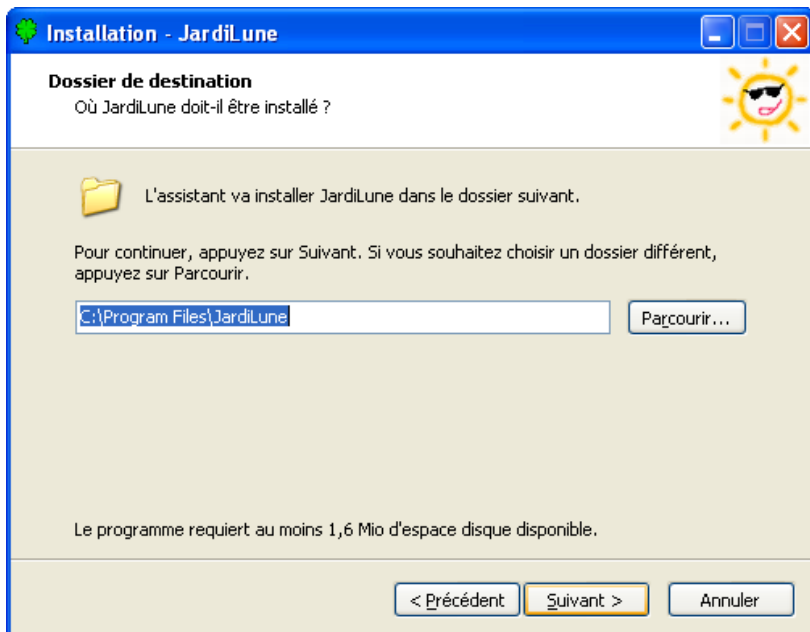 Installation - JardiLune
Dossier de destination
Où JardiLune doit-il être installé ?
L'assistant va installer JardiLune dans le dossier suivant.
Pour continuer, appuyez sur Suivant. Si vous souhaitez choisir un dossier différent,
appuyez sur Parcourir.
C:\Program Files\JardiLune
Parcourir...
Le programme requiert au moins 1,6 Mio d'espace disque disponible.
< Précédent
Suivant >
Annuler